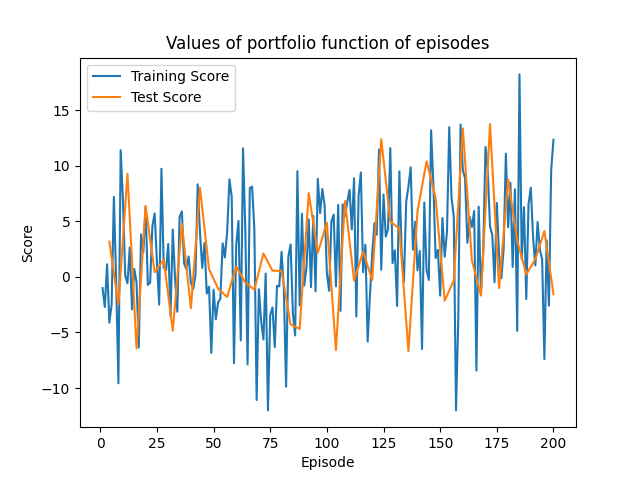 Values of portfolio function of episodes
Training Score
Test Score
Score
15
10
5
0
−5
−10
0 25 50 75 100 125 150 175 200
Episode